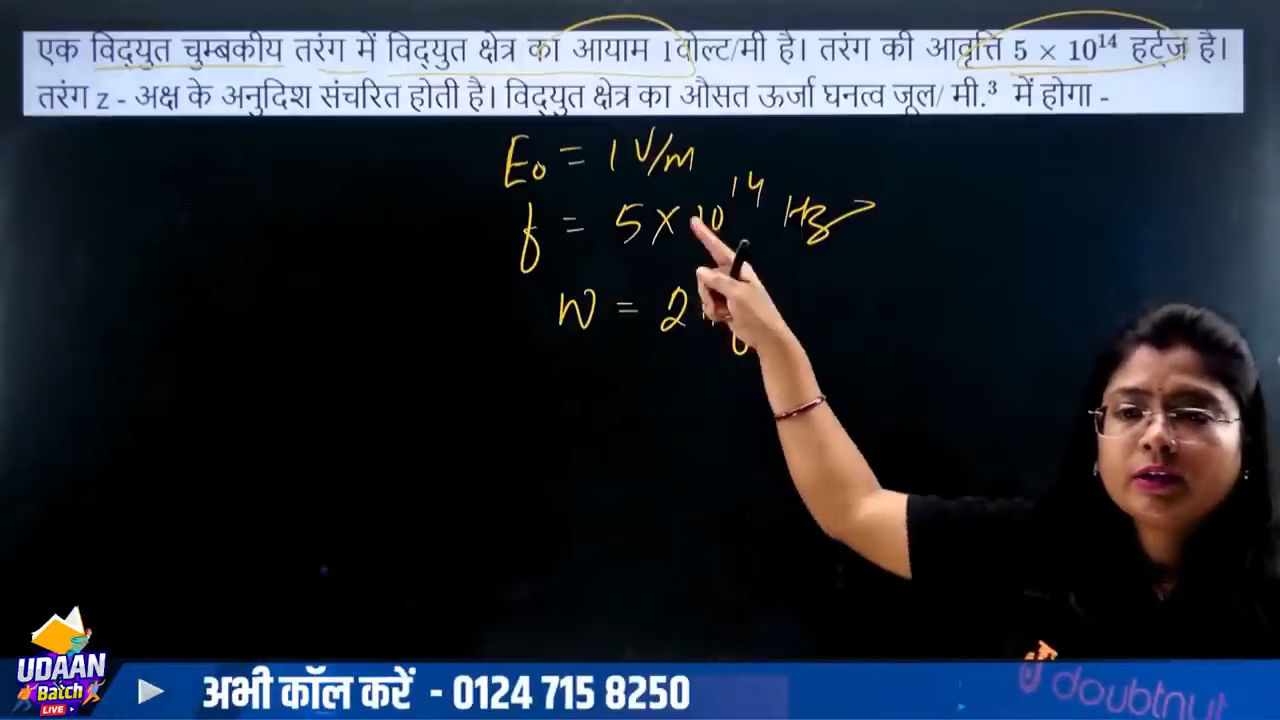 एक विद्युत चुम्बकीय तरंग में विद्युत क्षेत्र का आयाम 1वोल्ट/मी है। तरंग की आवृत्ति 5 × 10¹⁴ हर्ट्ज है।
तरंग z - अक्ष के अनुदिश संचरित होती है। विद्युत क्षेत्र का औसत ऊर्जा घनत्व जूल/ मी.³ में होगा -
E₀ = 1 V/m
f = 5 × 10¹⁴ Hz
W = 2
UDAAN
Batch
LIVE
अभी कॉल करें - 0124 715 8250
doubtnut